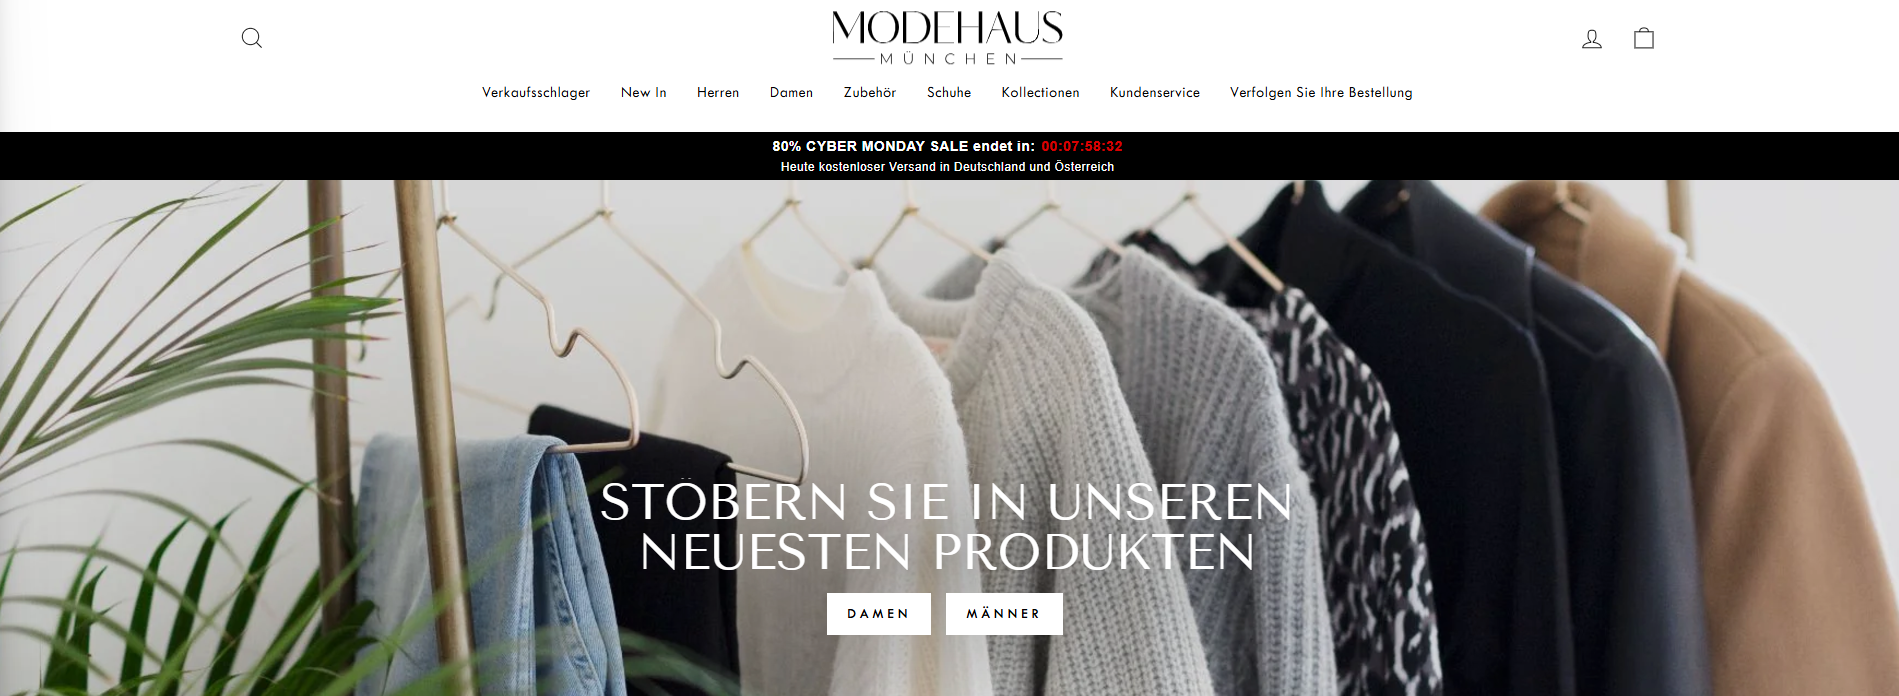 MODEHAUS
MÜNCHEN
Verkaufsschlager New In Herren Damen Zubehör Schuhe Kollectionen Kundenservice Verfolgen Sie Ihre Bestellung
80% CYBER MONDAY SALE endet in: 00:07:58:32
Heute kostenloser Versand in Deutschland und Österreich
STÖBERN SIE IN UNSEREN
NEUESTEN PRODUKTEN
DAMEN MÄNNER